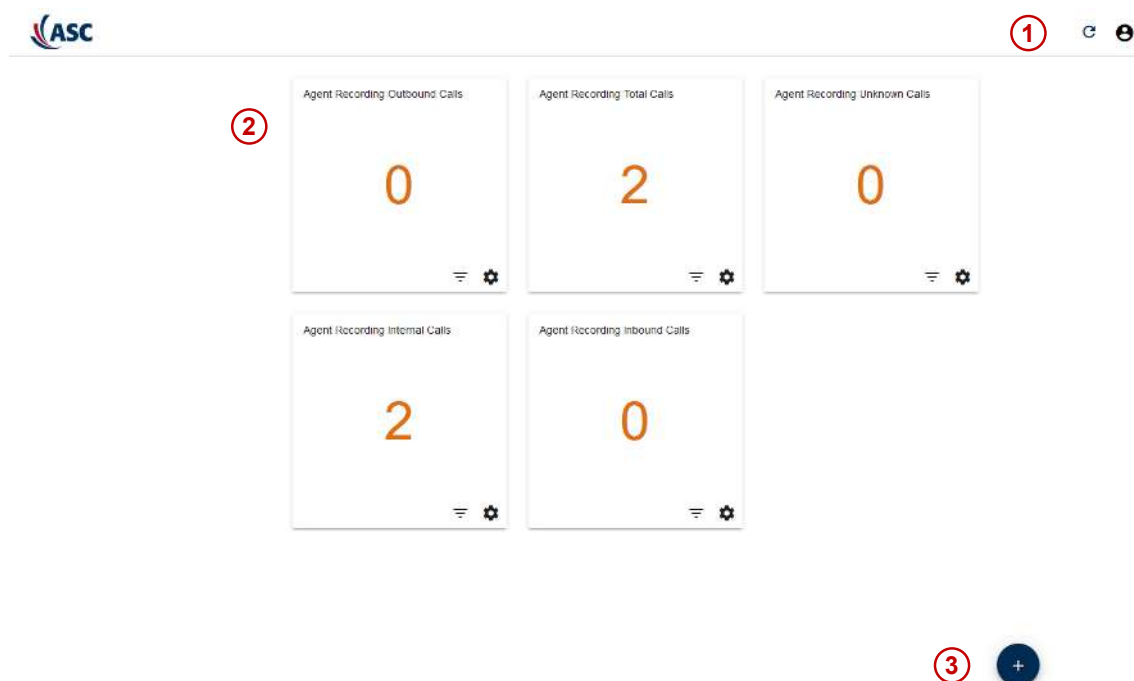 ASC
1
Agent Recording Outbound Calls
Agent Recording Total Calls
Agent Recording Unknown Calls
2
0
2
0
Agent Recording Internal Calls
Agent Recording Inbound Calls
2
0
3
+